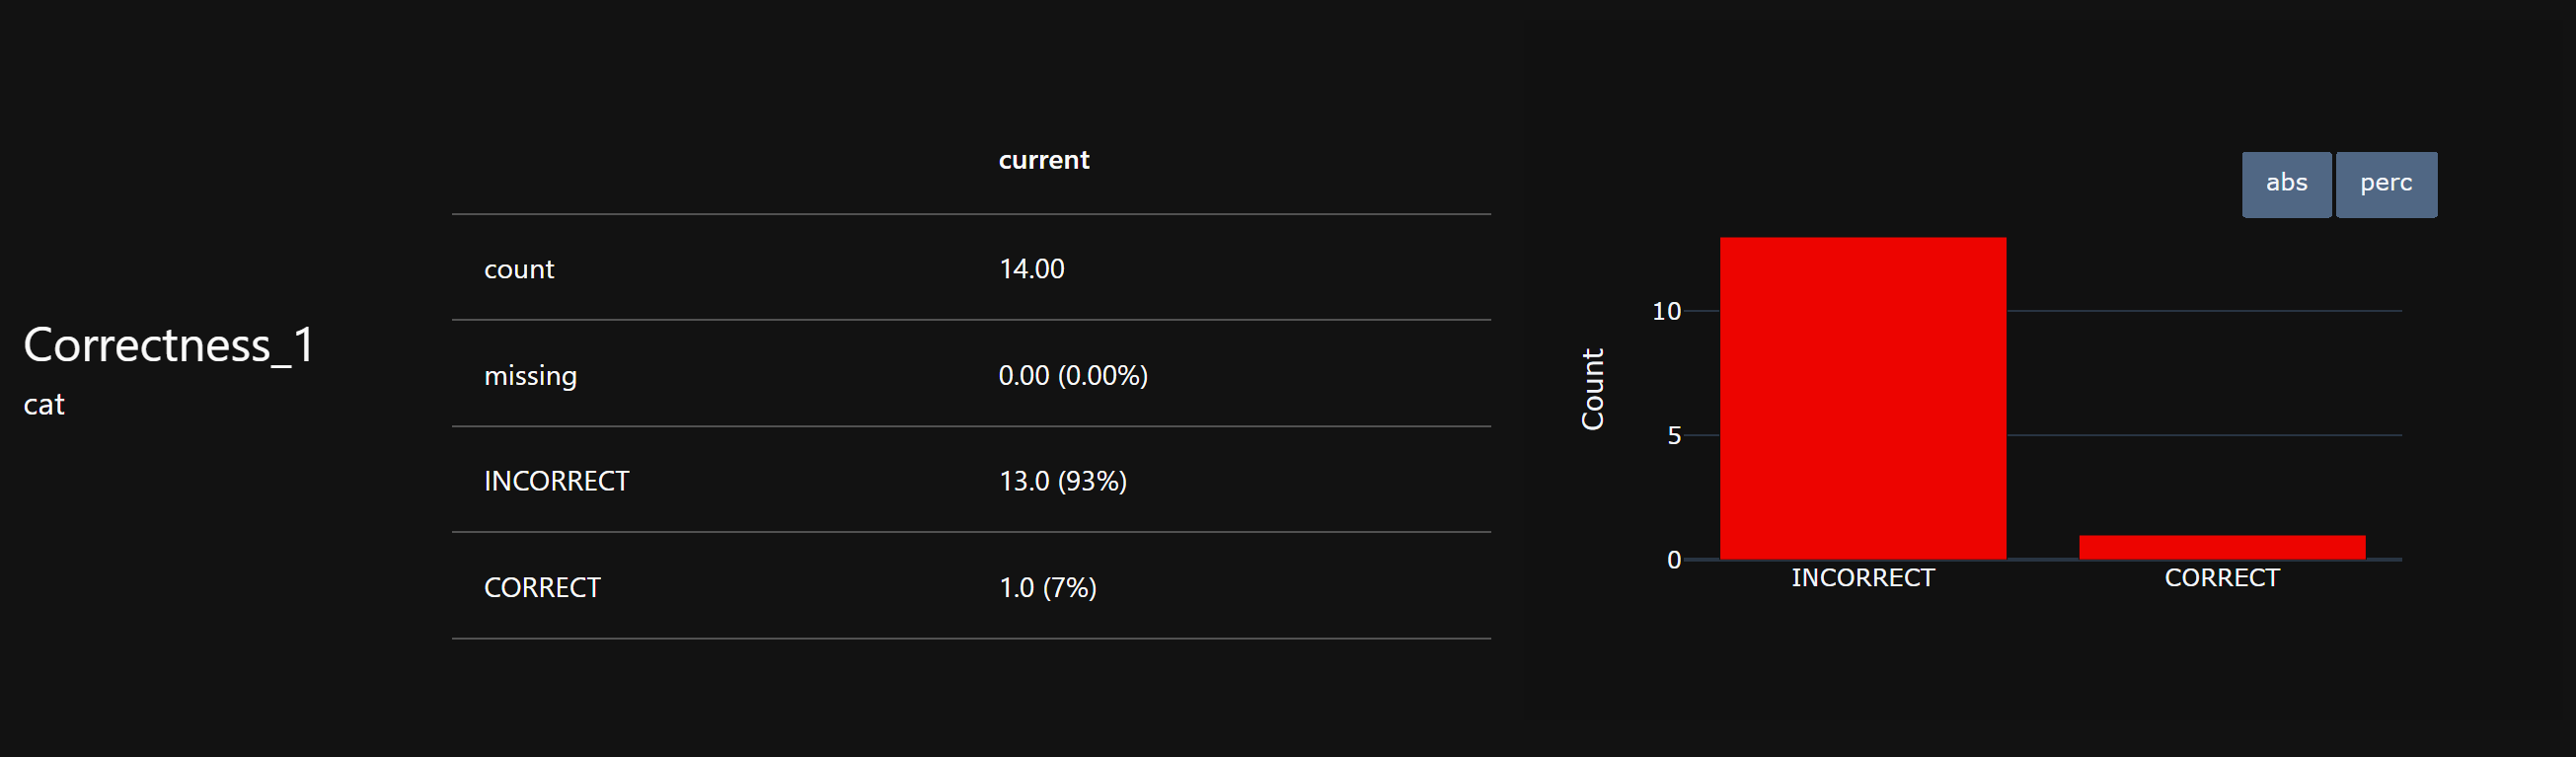 Correctness_1
cat
current
count 14.00
missing 0.00 (0.00%)
INCORRECT 13.0 (93%)
CORRECT 1.0 (7%)
abs perc
Count
10
5
0
INCORRECT CORRECT